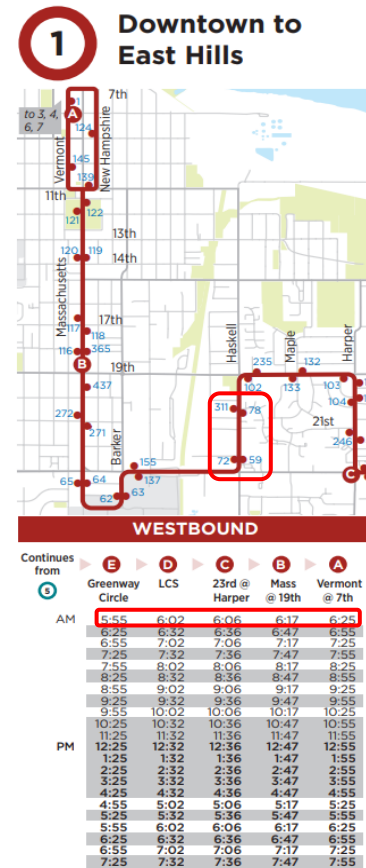 1
Downtown to
East Hills
7th
1
to 3, 4,
6, 7
A
124
Vermont
New Hampshire
145
139
11th
122
121
13th
120 119
14th
Massachusetts
17th
117
118
116 365
B
19th
Haskell
Maple
Harper
235
132
102
133
103
437
104
311 78
272
21st
271
246
Barker
72 59
155
C
137
65 64
62 63
WESTBOUND
Continues
from
5
E D C B A
Greenway
Circle
LCS
23rd @
Harper
Mass
@ 19th
Vermont
@ 7th
AM 5:55 6:02 6:06 6:17 6:25
6:25 6:32 6:36 6:47 6:55
6:55 7:02 7:06 7:17 7:25
7:25 7:32 7:36 7:47 7:55
7:55 8:02 8:06 8:17 8:25
8:25 8:32 8:36 8:47 8:55
8:55 9:02 9:06 9:17 9:25
9:25 9:32 9:36 9:47 9:55
9:55 10:02 10:06 10:17 10:25
10:25 10:32 10:36 10:47 10:55
11:25 11:32 11:36 11:47 11:55
PM 12:25 12:32 12:36 12:47 12:55
1:25 1:32 1:36 1:47 1:55
2:25 2:32 2:36 2:47 2:55
3:25 3:32 3:36 3:47 3:55
4:25 4:32 4:36 4:47 4:55
4:55 5:02 5:06 5:17 5:25
5:25 5:32 5:36 5:47 5:55
5:55 6:02 6:06 6:17 6:25
6:25 6:32 6:36 6:47 6:55
6:55 7:02 7:06 7:17 7:25
7:25 7:32 7:36 7:47 7:55